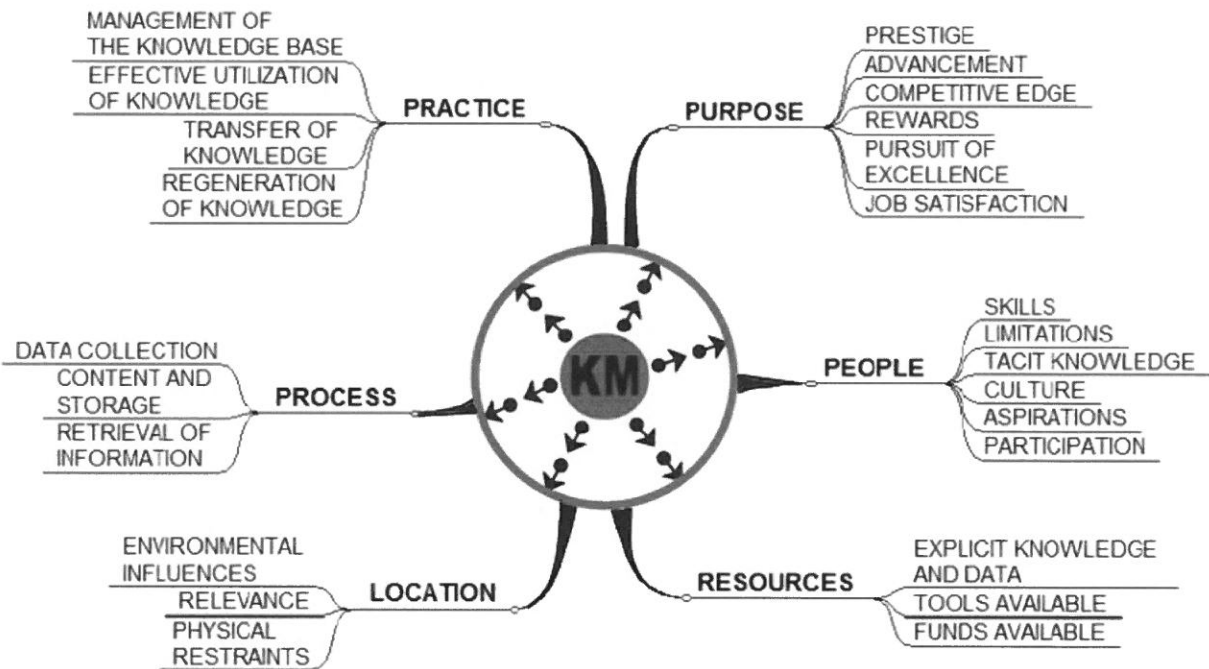 MANAGEMENT OF
THE KNOWLEDGE BASE
EFFECTIVE UTILIZATION
OF KNOWLEDGE
TRANSFER OF
KNOWLEDGE
REGENERATION
OF KNOWLEDGE
PRACTICE
PURPOSE
PRESTIGE
ADVANCEMENT
COMPETITIVE EDGE
REWARDS
PURSUIT OF
EXCELLENCE
JOB SATISFACTION
DATA COLLECTION
CONTENT AND
STORAGE
RETRIEVAL OF
INFORMATION
PROCESS
KM
PEOPLE
SKILLS
LIMITATIONS
TACIT KNOWLEDGE
CULTURE
ASPIRATIONS
PARTICIPATION
ENVIRONMENTAL
INFLUENCES
RELEVANCE
PHYSICAL
RESTRAINTS
LOCATION
RESOURCES
EXPLICIT KNOWLEDGE
AND DATA
TOOLS AVAILABLE
FUNDS AVAILABLE